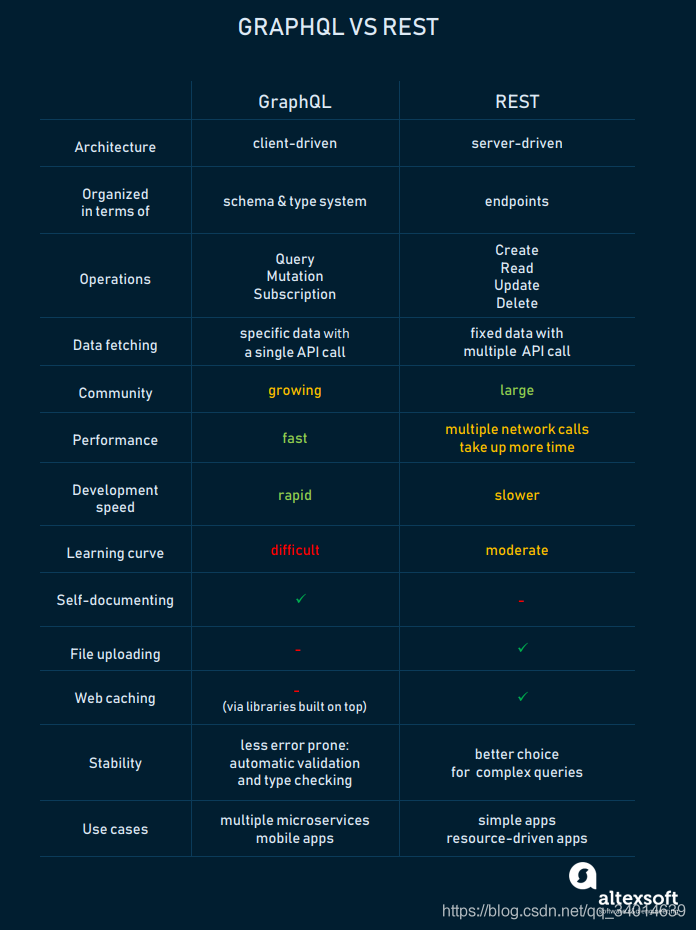 GRAPHQL VS REST
GraphQL REST
Architecture client-driven server-driven
Organized
in terms of
schema & type system endpoints
Operations
Query
Mutation
Subscription
Create
Read
Update
Delete
Data fetching
specific data with
a single API call
fixed data with
multiple API call
Community growing large
Performance fast
multiple network calls
take up more time
Development
speed
rapid slower
Learning curve difficult moderate
Self-documenting ✓ -
File uploading - ✓
Web caching - ✓
(via libraries built on top)
Stability
less error prone:
automatic validation
and type checking
better choice
for complex queries
Use cases
multiple microservices
mobile apps
simple apps
resource-driven apps
altexsoft
https://blog.csdn.net/qq_34014639